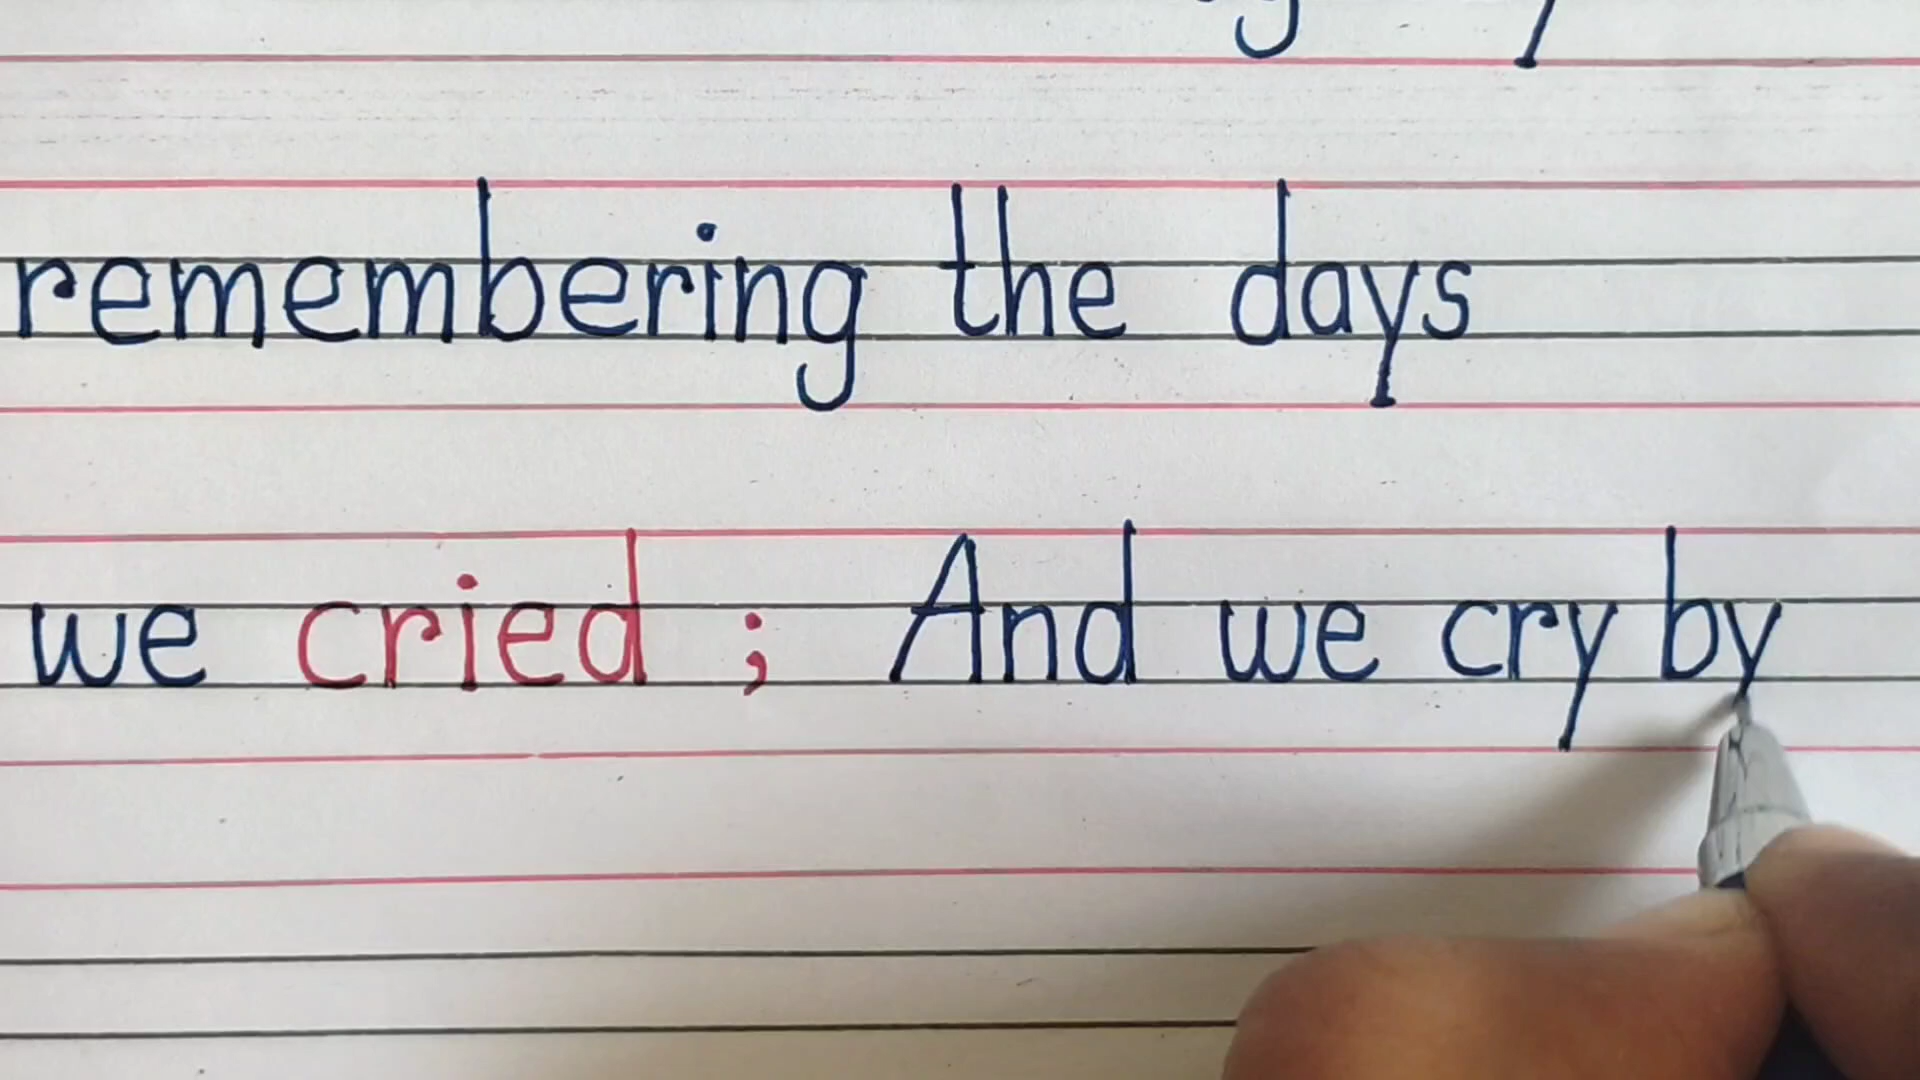 remembering the days
we cried ; And we cry by